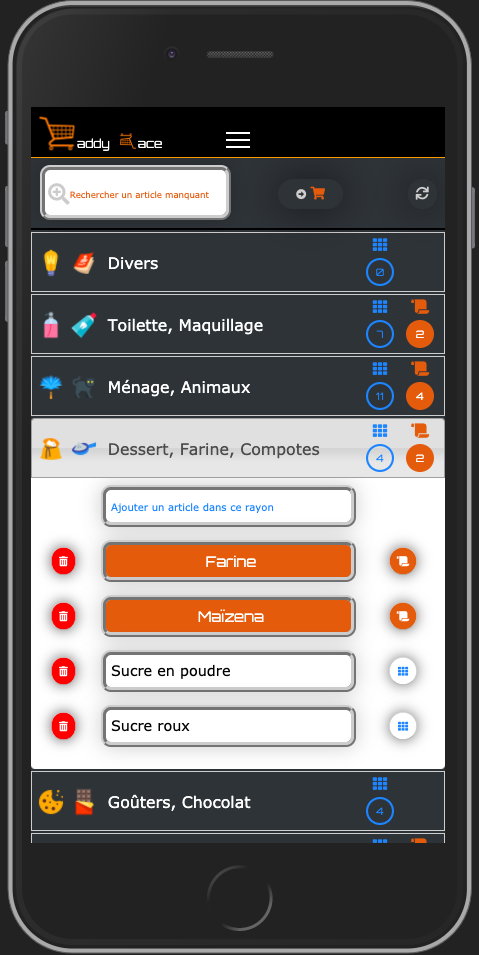 addy ace
Rechercher un article manquant
Divers
0
Toilette, Maquillage
7 2
Ménage, Animaux
11 4
Dessert, Farine, Compotes
4 2
Ajouter un article dans ce rayon
Farine
Maïzena
Sucre en poudre
Sucre roux
Goûters, Chocolat
4